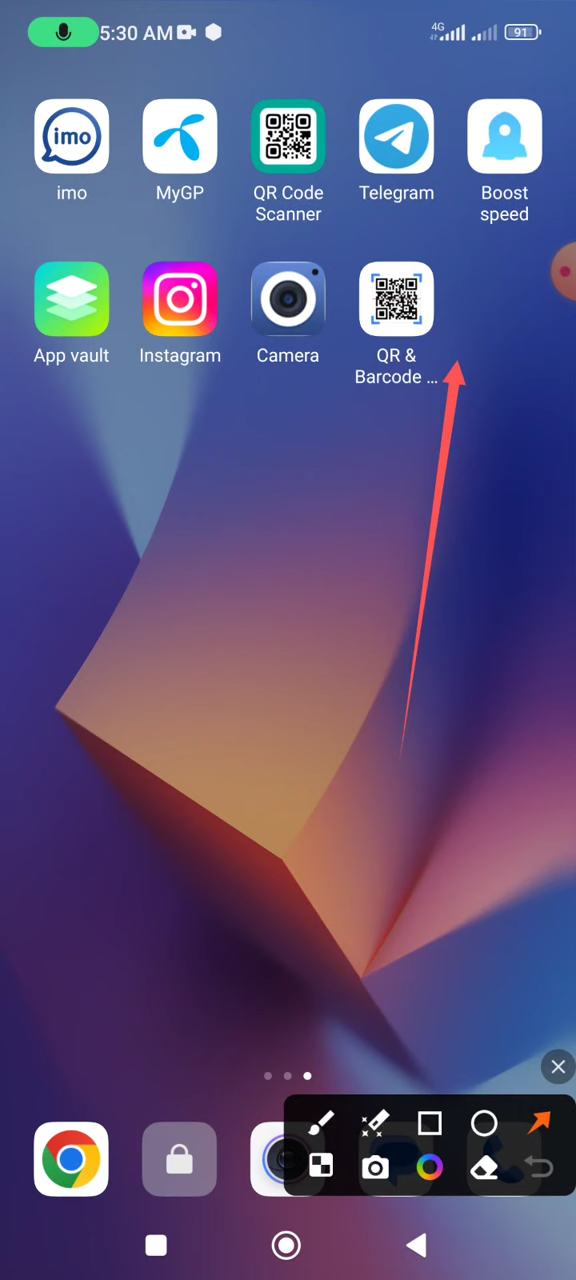 5:30 AM
4G
91
imo
imo
MyGP
QR Code
Scanner
Telegram
Boost
speed
App vault
Instagram
Camera
QR &
Barcode ...